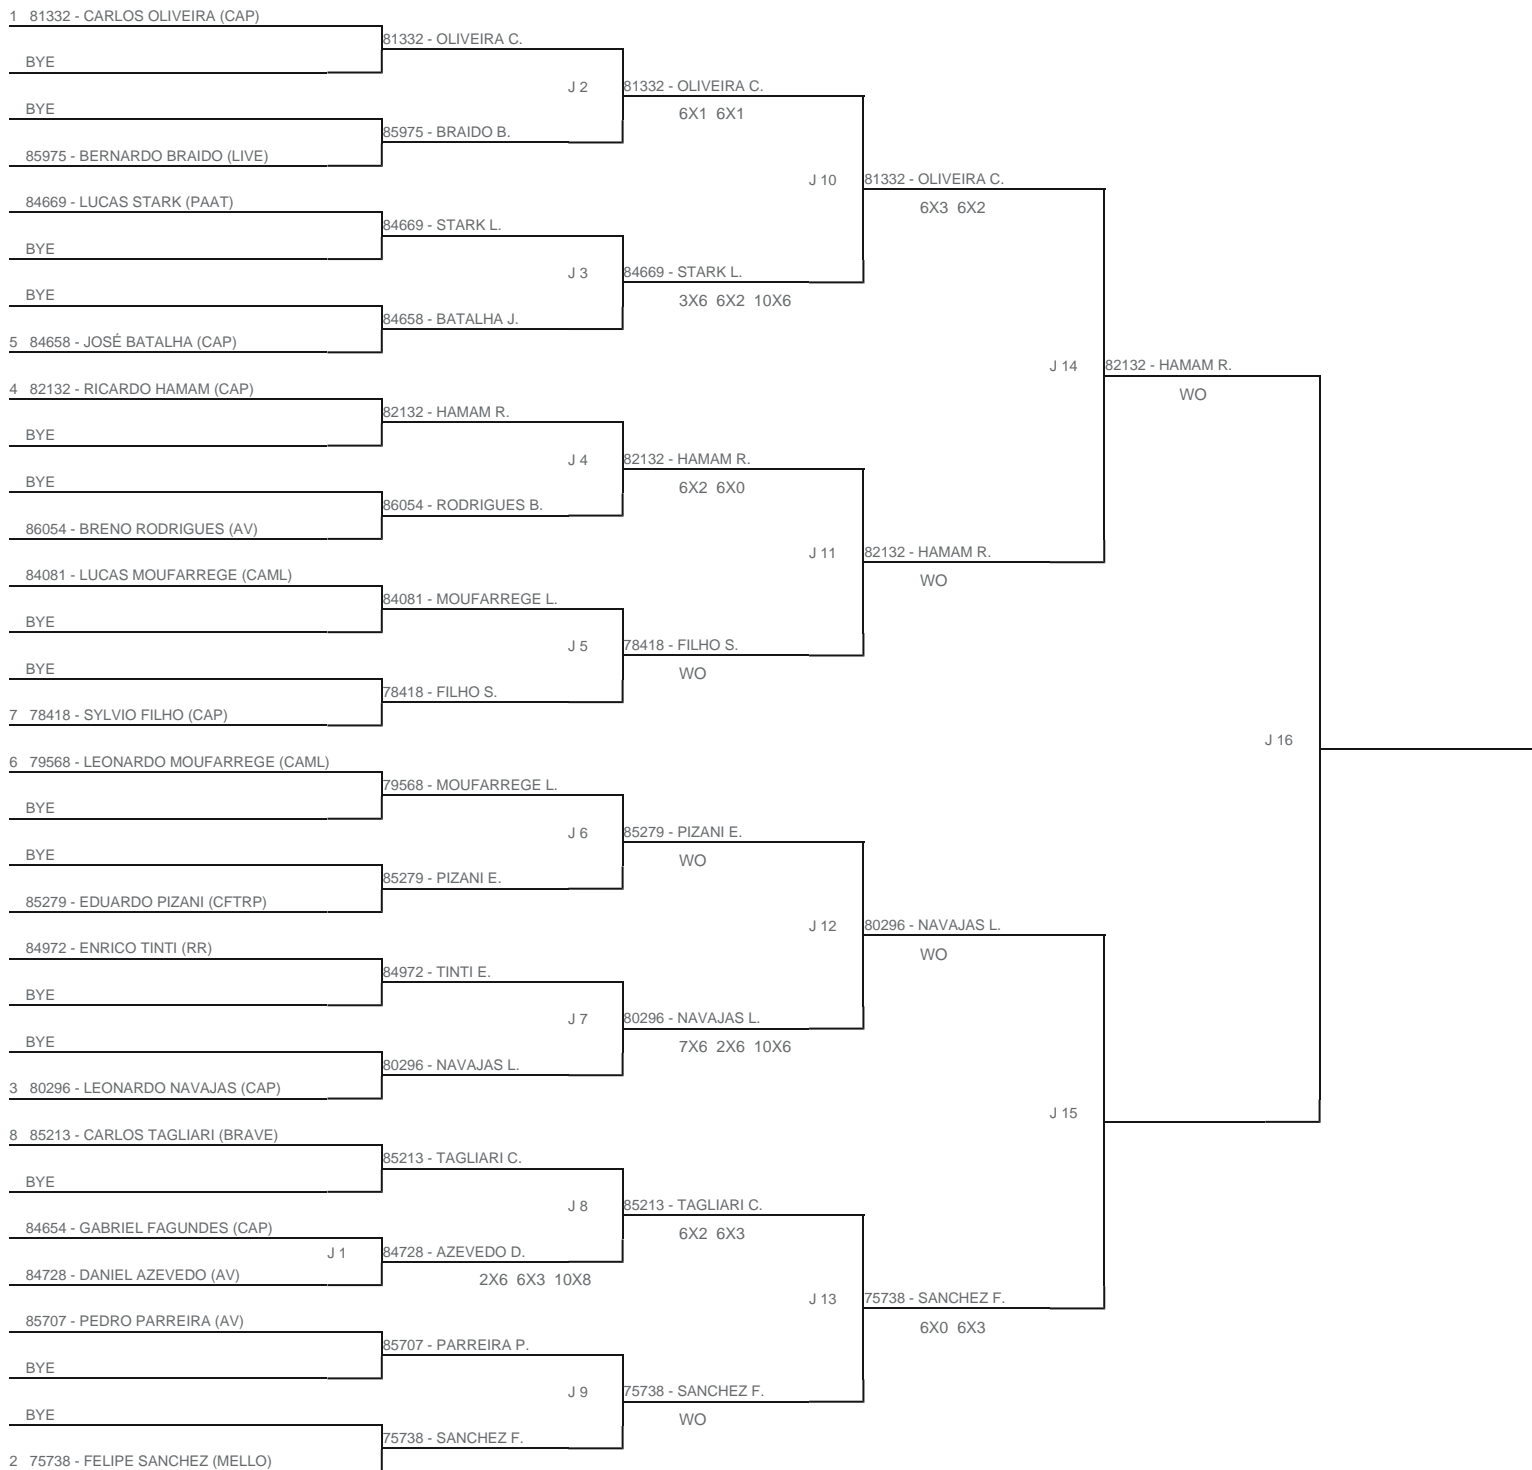 1 81332 - CARLOS OLIVEIRA (CAP)
81332 - OLIVEIRA C.
BYE
J 2 81332 - OLIVEIRA C.
BYE
6X1 6X1
85975 - BRAIDO B.
85975 - BERNARDO BRAIDO (LIVE)
J 10 81332 - OLIVEIRA C.
84669 - LUCAS STARK (PAAT)
6X3 6X2
84669 - STARK L.
BYE
J 3 84669 - STARK L.
BYE
3X6 6X2 10X6
84658 - BATALHA J.
5 84658 - JOSÉ BATALHA (CAP)
J 14 82132 - HAMAM R.
4 82132 - RICARDO HAMAM (CAP)
WO
82132 - HAMAM R.
BYE
J 4 82132 - HAMAM R.
BYE
6X2 6X0
86054 - RODRIGUES B.
86054 - BRENO RODRIGUES (AV)
J 11 82132 - HAMAM R.
84081 - LUCAS MOUFARREGE (CAML)
WO
84081 - MOUFARREGE L.
BYE
J 5 78418 - FILHO S.
BYE
WO
78418 - FILHO S.
7 78418 - SYLVIO FILHO (CAP)
J 16
6 79568 - LEONARDO MOUFARREGE (CAML)
79568 - MOUFARREGE L.
BYE
J 6 85279 - PIZANI E.
BYE
WO
85279 - PIZANI E.
85279 - EDUARDO PIZANI (CFTRP)
J 12 80296 - NAVAJAS L.
84972 - ENRICO TINTI (RR)
WO
84972 - TINTI E.
BYE
J 7 80296 - NAVAJAS L.
BYE
7X6 2X6 10X6
80296 - NAVAJAS L.
3 80296 - LEONARDO NAVAJAS (CAP)
J 15
8 85213 - CARLOS TAGLIARI (BRAVE)
85213 - TAGLIARI C.
BYE
J 8 85213 - TAGLIARI C.
84654 - GABRIEL FAGUNDES (CAP)
6X2 6X3
J 1 84728 - AZEVEDO D.
84728 - DANIEL AZEVEDO (AV)
2X6 6X3 10X8
J 13 75738 - SANCHEZ F.
85707 - PEDRO PARREIRA (AV)
6X0 6X3
85707 - PARREIRA P.
BYE
J 9 75738 - SANCHEZ F.
BYE
WO
75738 - SANCHEZ F.
2 75738 - FELIPE SANCHEZ (MELLO)